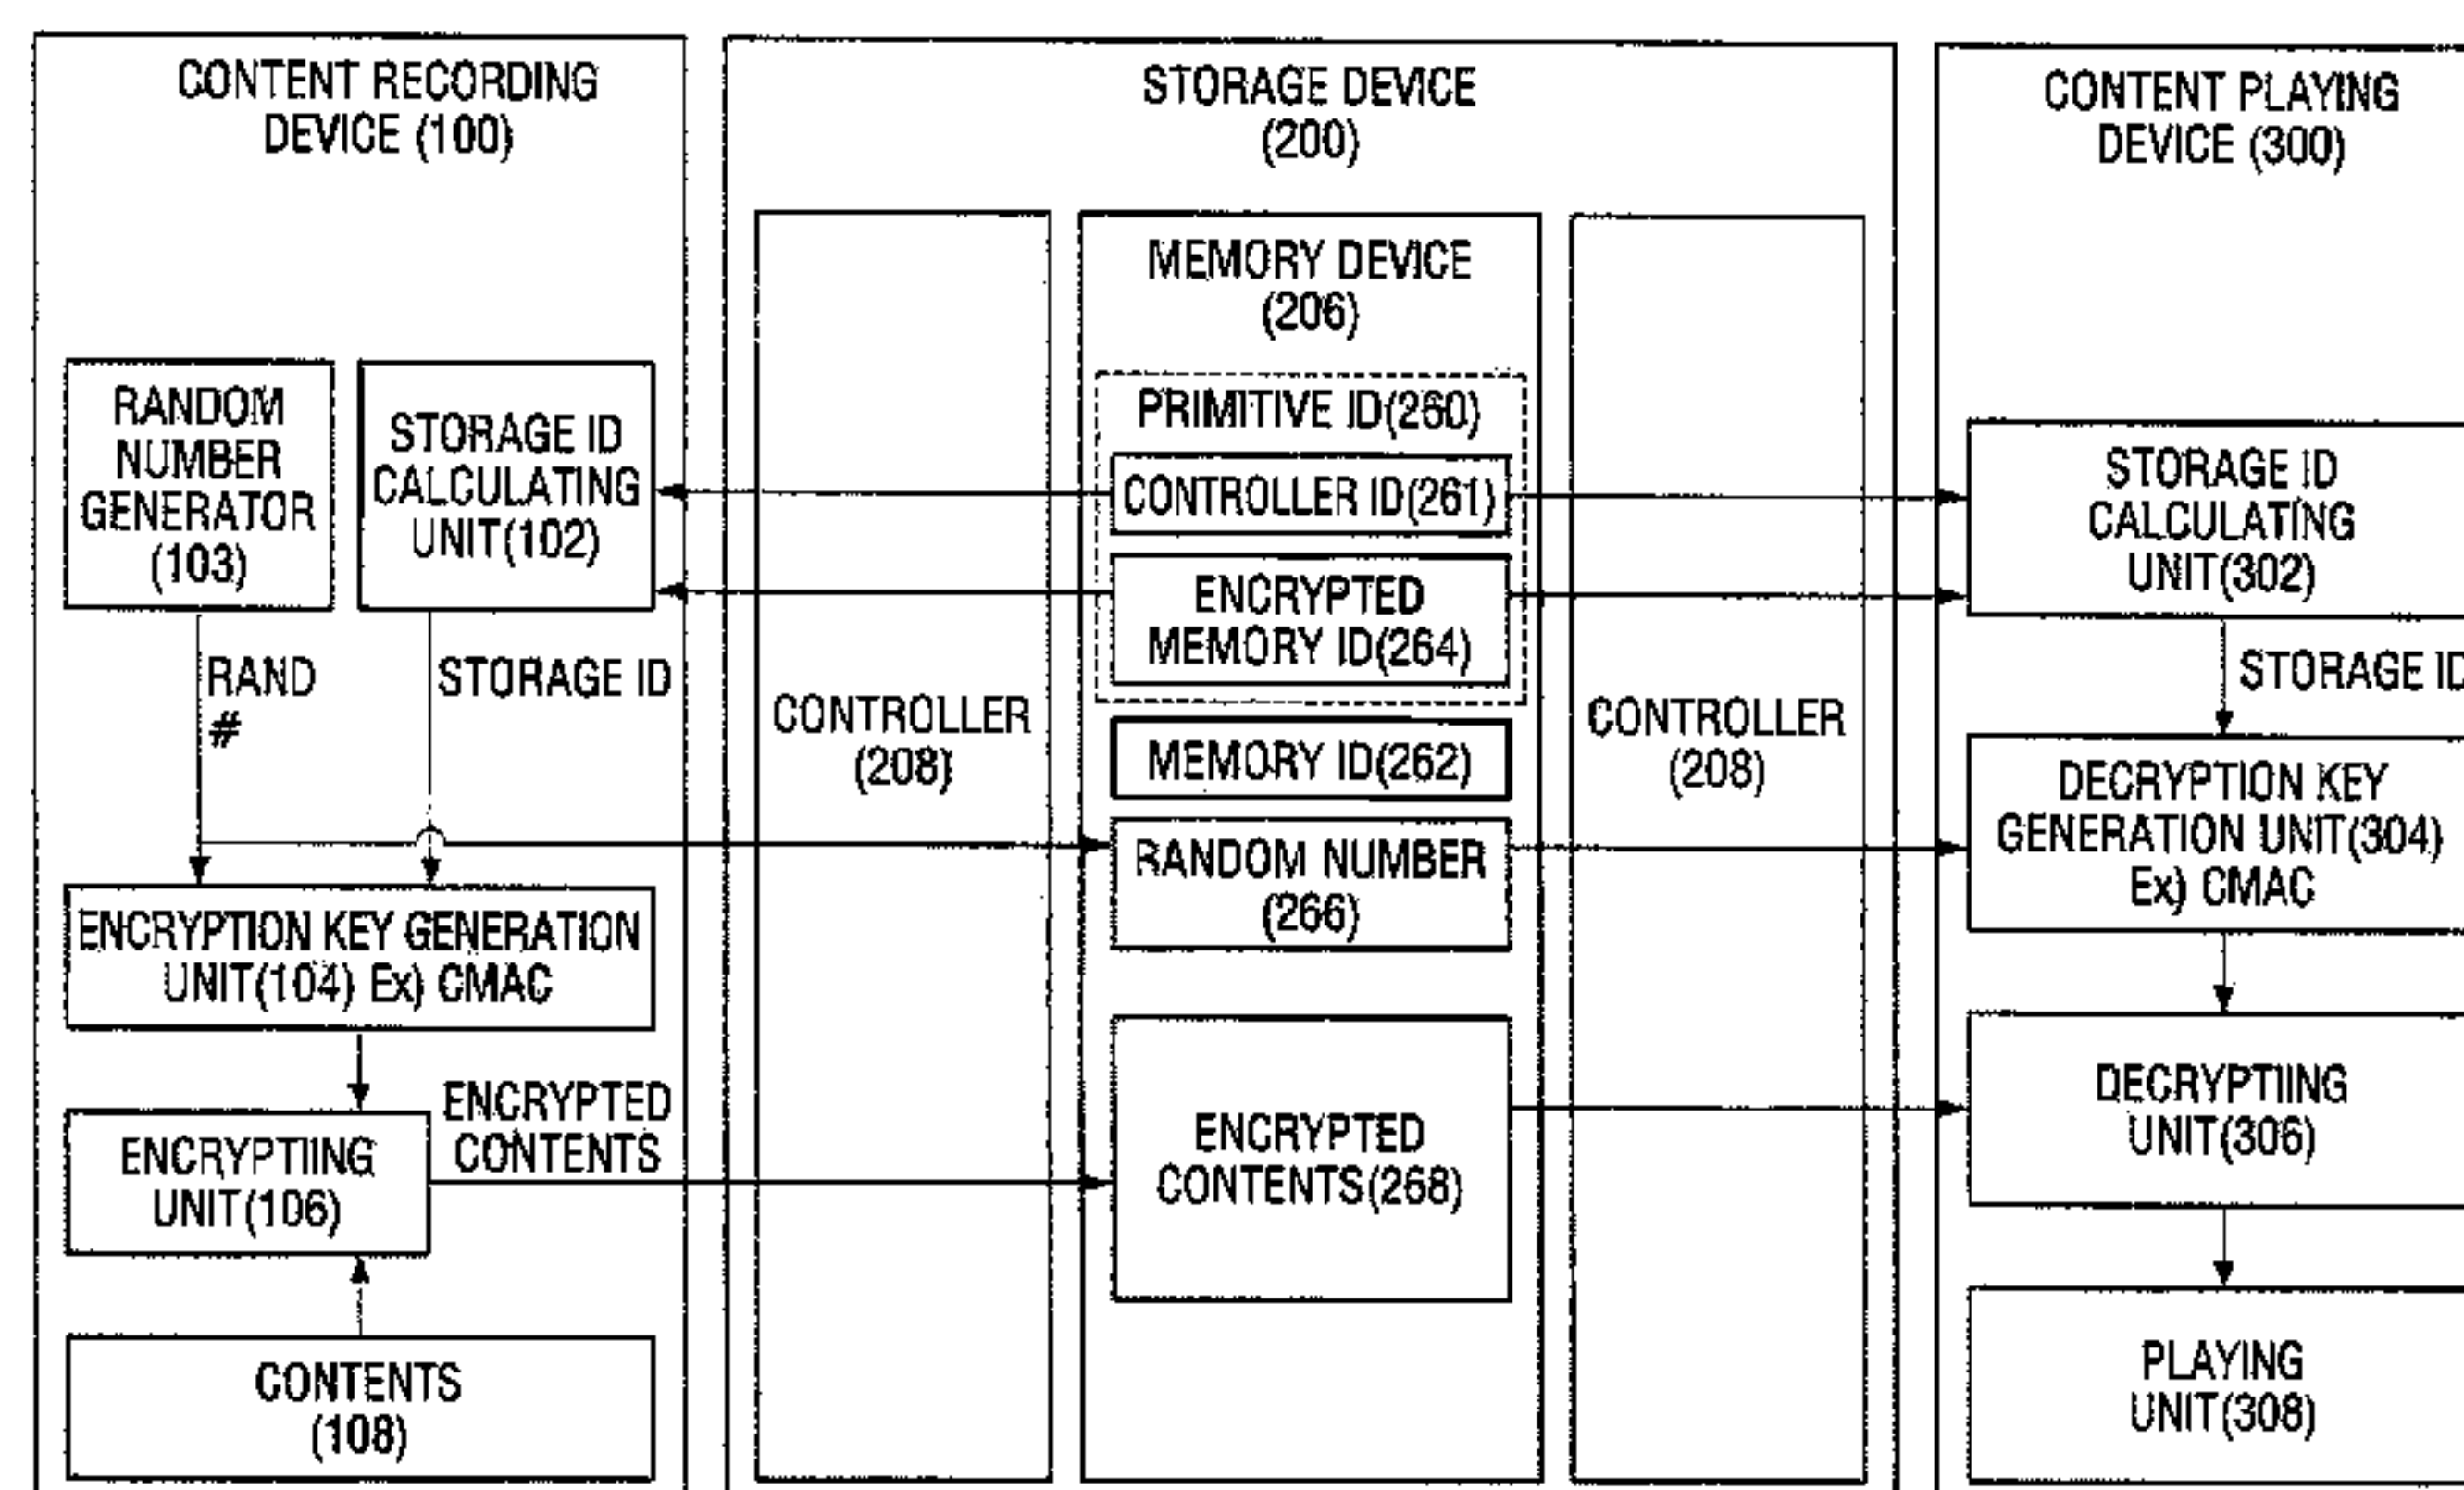 CONTENT RECORDING
DEVICE (100)
RANDOM
NUMBER
GENERATOR
(103)
STORAGE ID
CALCULATING
UNIT(102)
RAND
#
STORAGE ID
ENCRYPTION KEY GENERATION
UNIT(104) Ex) CMAC
ENCRYPTIING
UNIT(106)
ENCRYPTED
CONTENTS
CONTENTS
(108)
STORAGE DEVICE
(200)
CONTROLLER
(208)
MEMORY DEVICE
(206)
PRIMITIVE ID(260)
CONTROLLER ID(261)
ENCRYPTED
MEMORY ID(264)
MEMORY ID(262)
RANDOM NUMBER
(266)
ENCRYPTED
CONTENTS(268)
CONTROLLER
(208)
CONTENT PLAYING
DEVICE (300)
STORAGE ID
CALCULATING
UNIT(302)
STORAGE ID
DECRYPTION KEY
GENERATION UNIT(304)
Ex) CMAC
DECRYPTIING
UNIT(306)
PLAYING
UNIT(308)